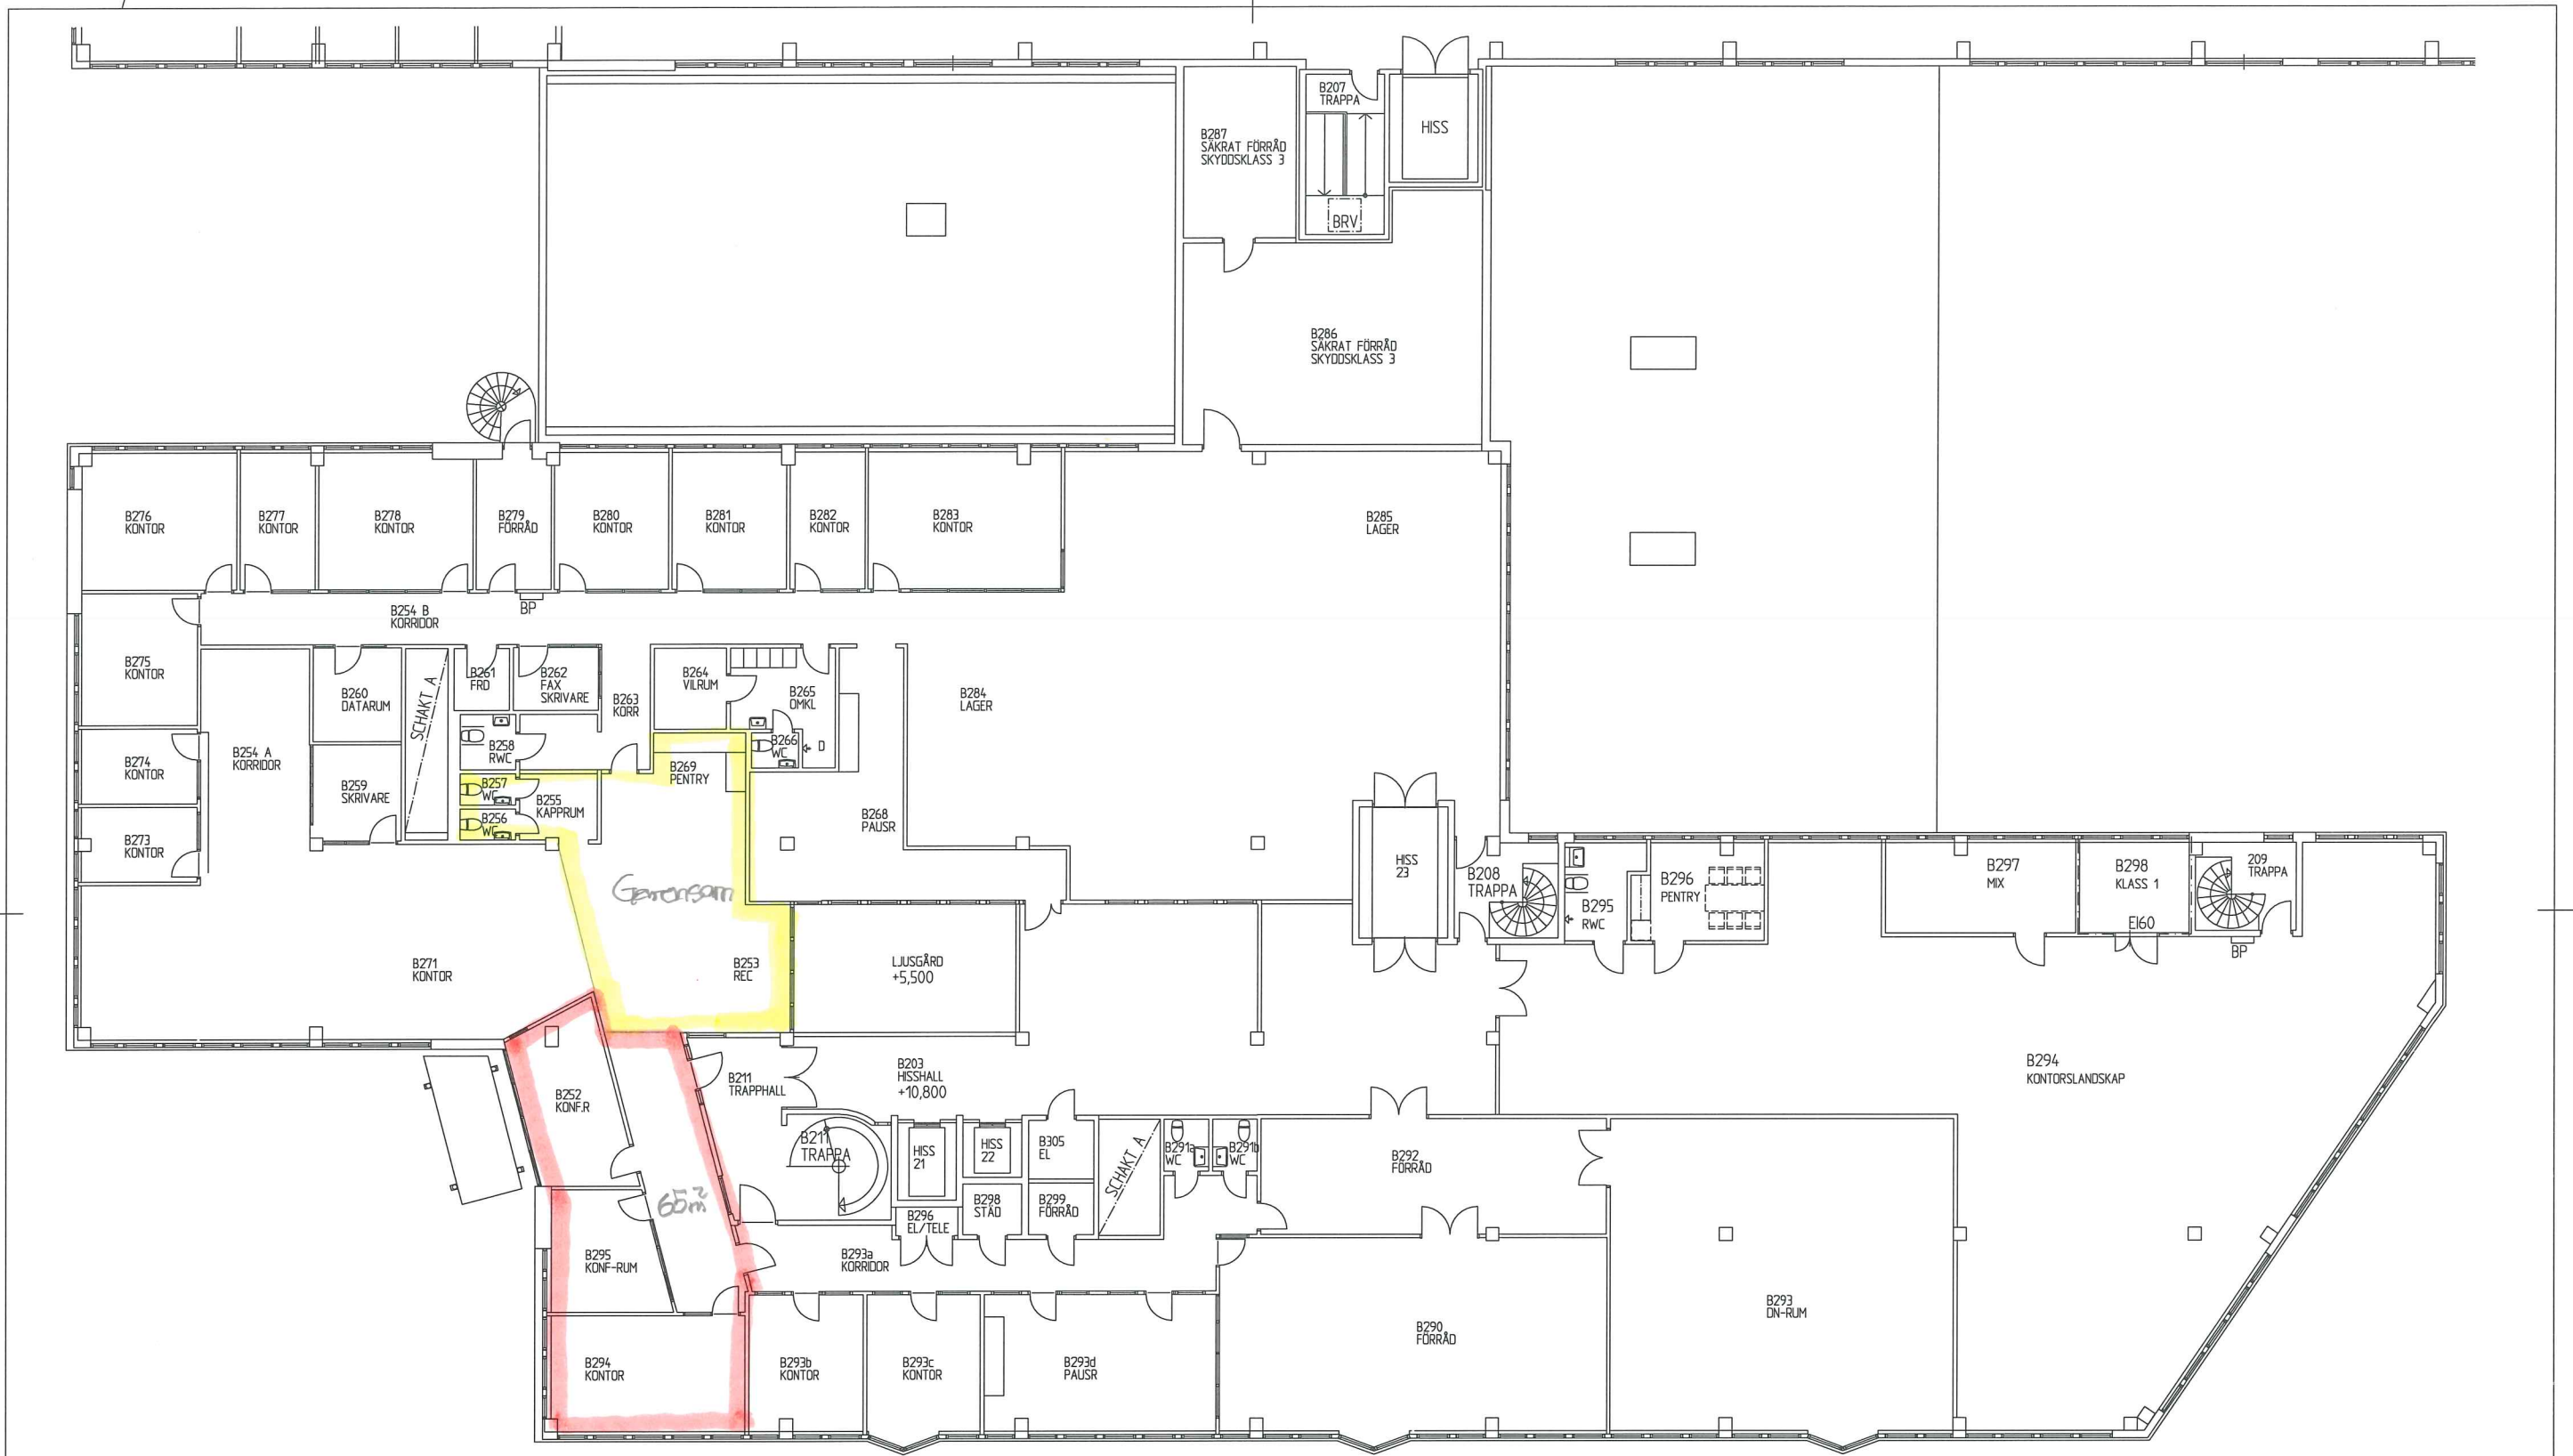 B207
TRAPPA
HISS
B287
SÄKRAT FÖRRÅD
SKYDDSKLASS 3
BRV
B286
SÄKRAT FÖRRÅD
SKYDDSKLASS 3
B276
KONTOR
B277
KONTOR
B278
KONTOR
B279
FÖRRÅD
B280
KONTOR
B281
KONTOR
B282
KONTOR
B283
KONTOR
B285
LAGER
BP
B254 B
KORRIDOR
B275
KONTOR
B260
DATARUM
SCHAKT A
B261
FRD
B262
FAX
SKRIVARE
B263
KORR
B264
VILRUM
B265
OMKL
B284
LAGER
B274
KONTOR
B254 A
KORRIDOR
B259
SKRIVARE
B258
RWC
B266
WC
B269
PENTRY
B257
WC
B255
KAPPRUM
B256
WC
B268
PAUSR
B273
KONTOR
HISS
23
B208
TRAPPA
B295
RWC
B296
PENTRY
B297
MIX
B298
KLASS 1
EI60
209
TRAPPA
BP
Gemensam
B271
KONTOR
B253
REC
LJUSGÅRD
+5,500
B252
KONF.R
B211
TRAPPHALL
B203
HISSHALL
+10,800
B294
KONTORSLANDSKAP
B211
TRAPPA
HISS
21
HISS
22
B305
EL
SCHAKT A
B291a
WC
B291b
WC
B292
FÖRRÅD
65m²
B296
EL/TELE
B298
STÄD
B299
FÖRRÅD
B295
KONF-RUM
B293a
KORRIDOR
B293
DN-RUM
B290
FÖRRÅD
B294
KONTOR
B293b
KONTOR
B293c
KONTOR
B293d
PAUSR